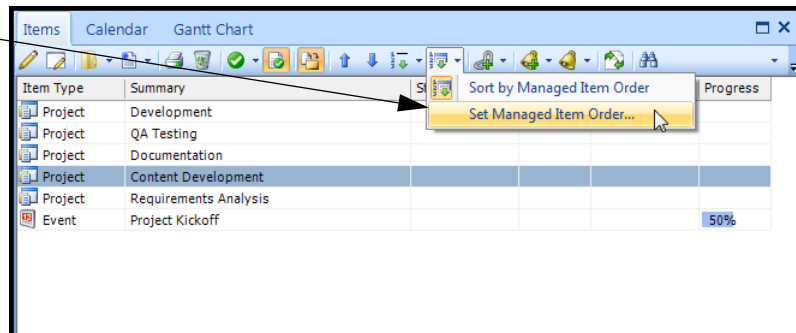 Items Calendar Gantt Chart
Item Type Summary Progress
Sort by Managed Item Order
Set Managed Item Order...
Project Development
Project QA Testing
Project Documentation
Project Content Development
Project Requirements Analysis
Event Project Kickoff 50%